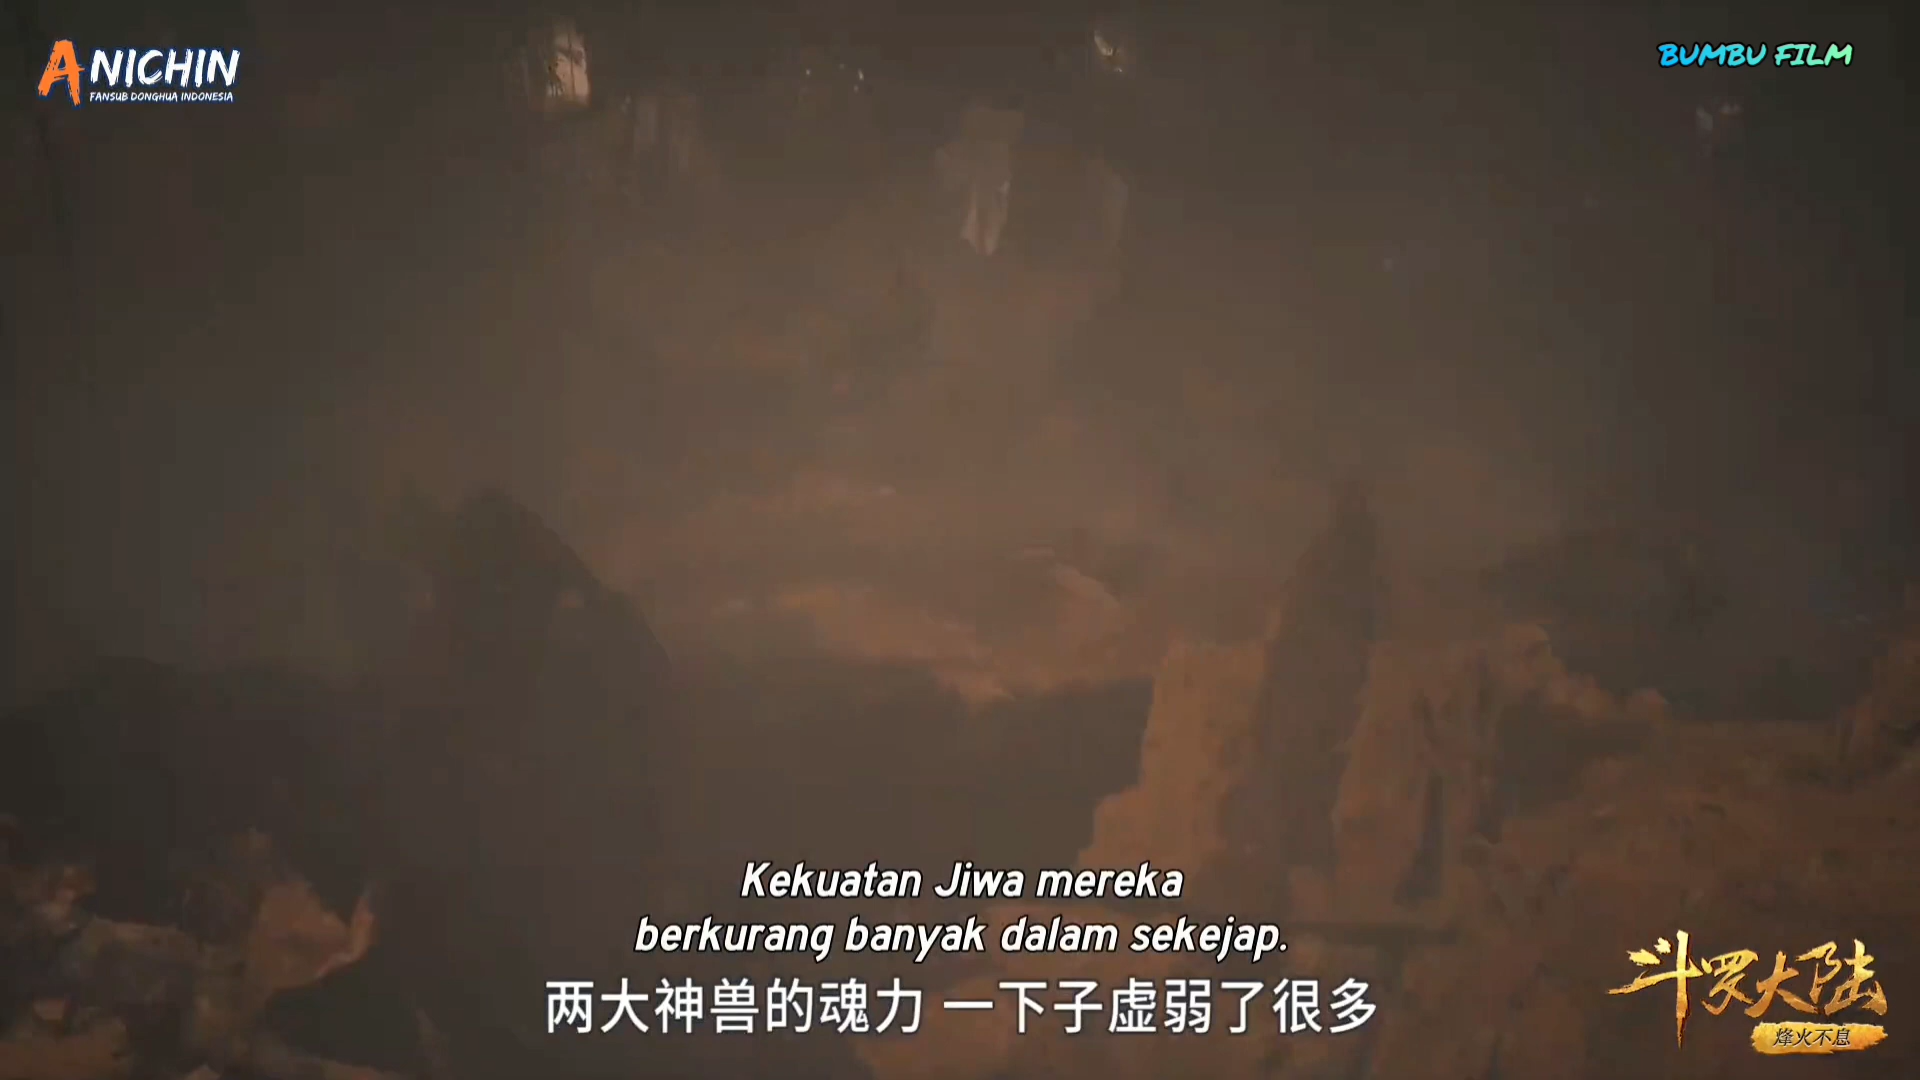 ANICHIN
FANSUB DONGHUA INDONESIA
BUMBU FILM
Kekuatan Jiwa mereka
berkurang banyak dalam sekejap.
两大神兽的魂力 一下子虚弱了很多
斗罗大陆
烽火不息